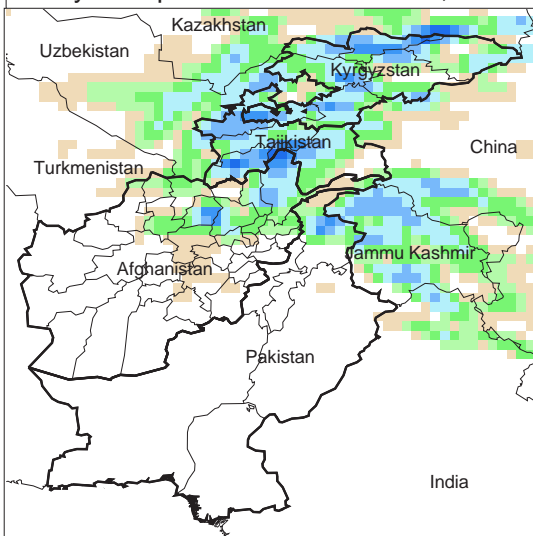 Kazakhstan
Uzbekistan
Kyrgyzstan
Tajikistan
China
Turkmenistan
Jammu Kashmir
Afghanistan
Pakistan
India